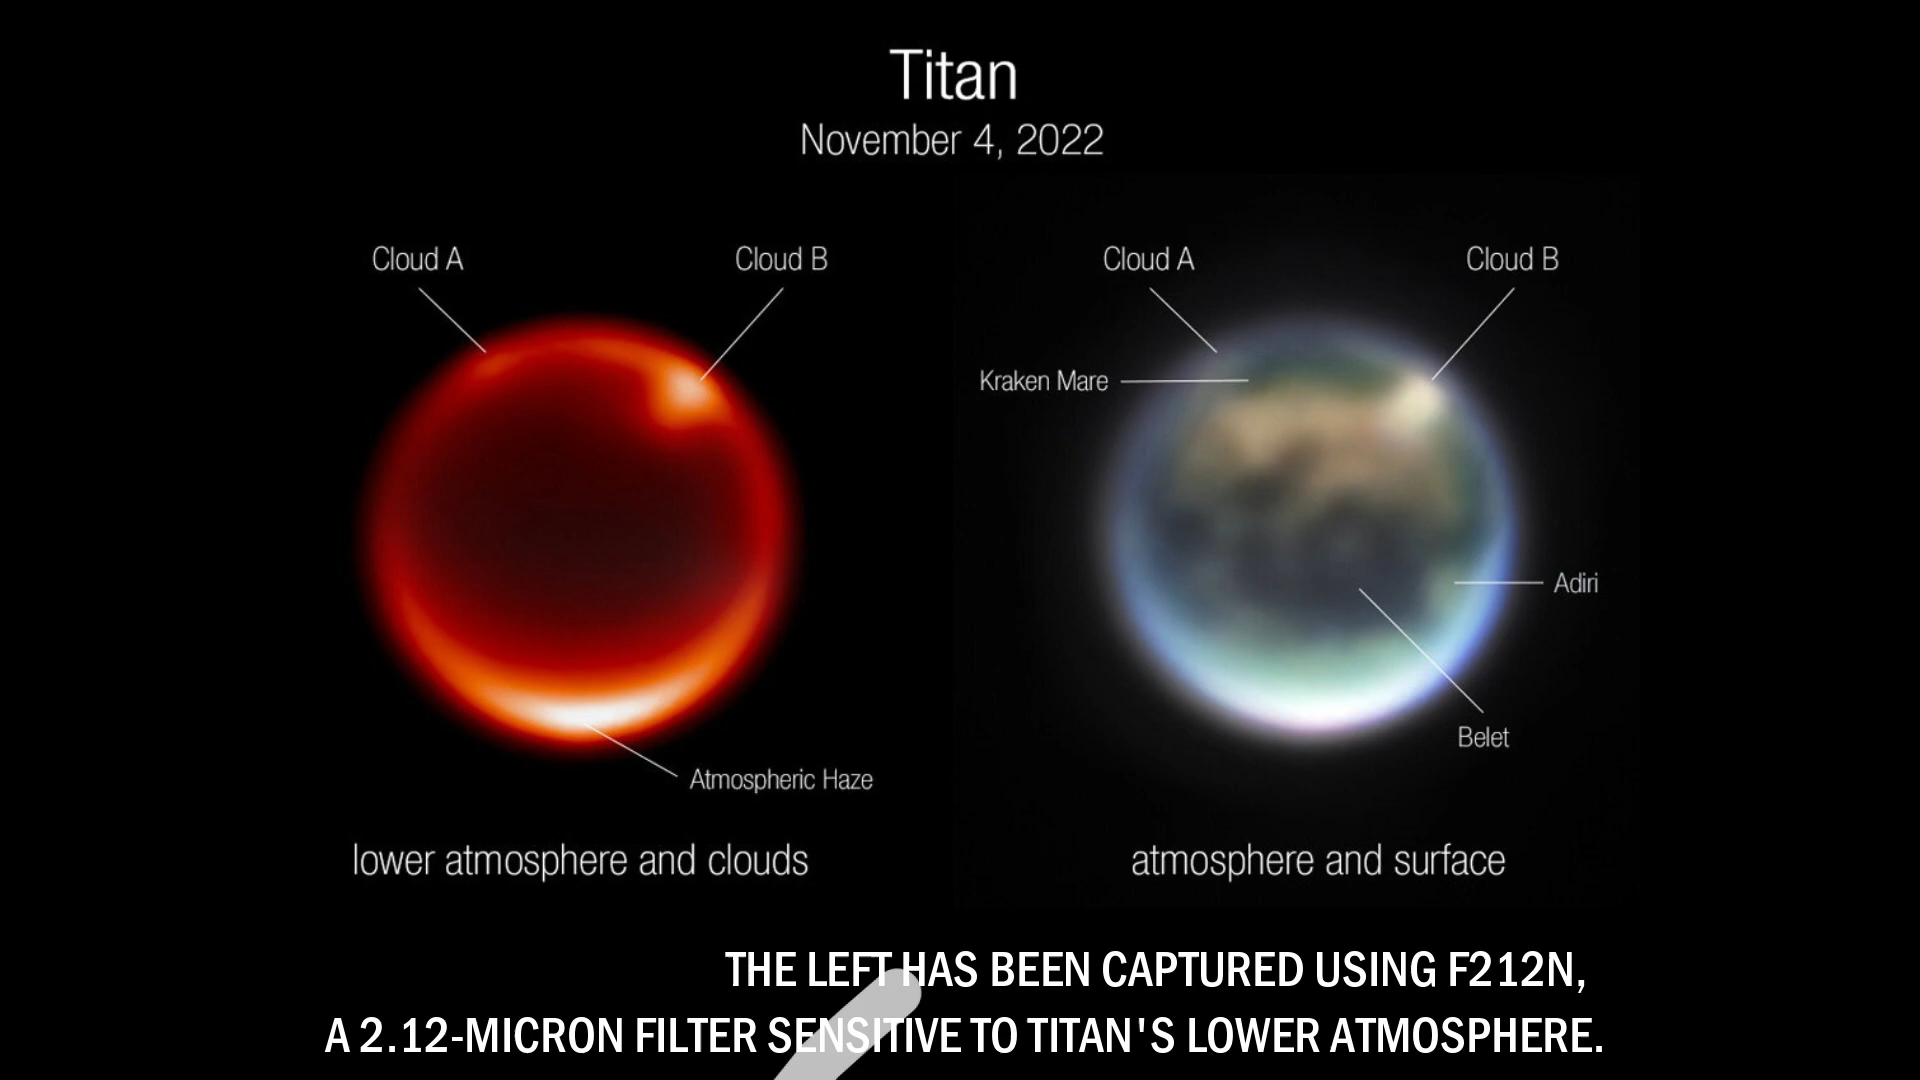 Titan
November 4, 2022
Cloud A
Cloud B
Cloud A
Cloud B
Kraken Mare
Adiri
Belet
Atmospheric Haze
lower atmosphere and clouds
atmosphere and surface
THE LEFT HAS BEEN CAPTURED USING F212N,
A 2.12-MICRON FILTER SENSITIVE TO TITAN'S LOWER ATMOSPHERE.